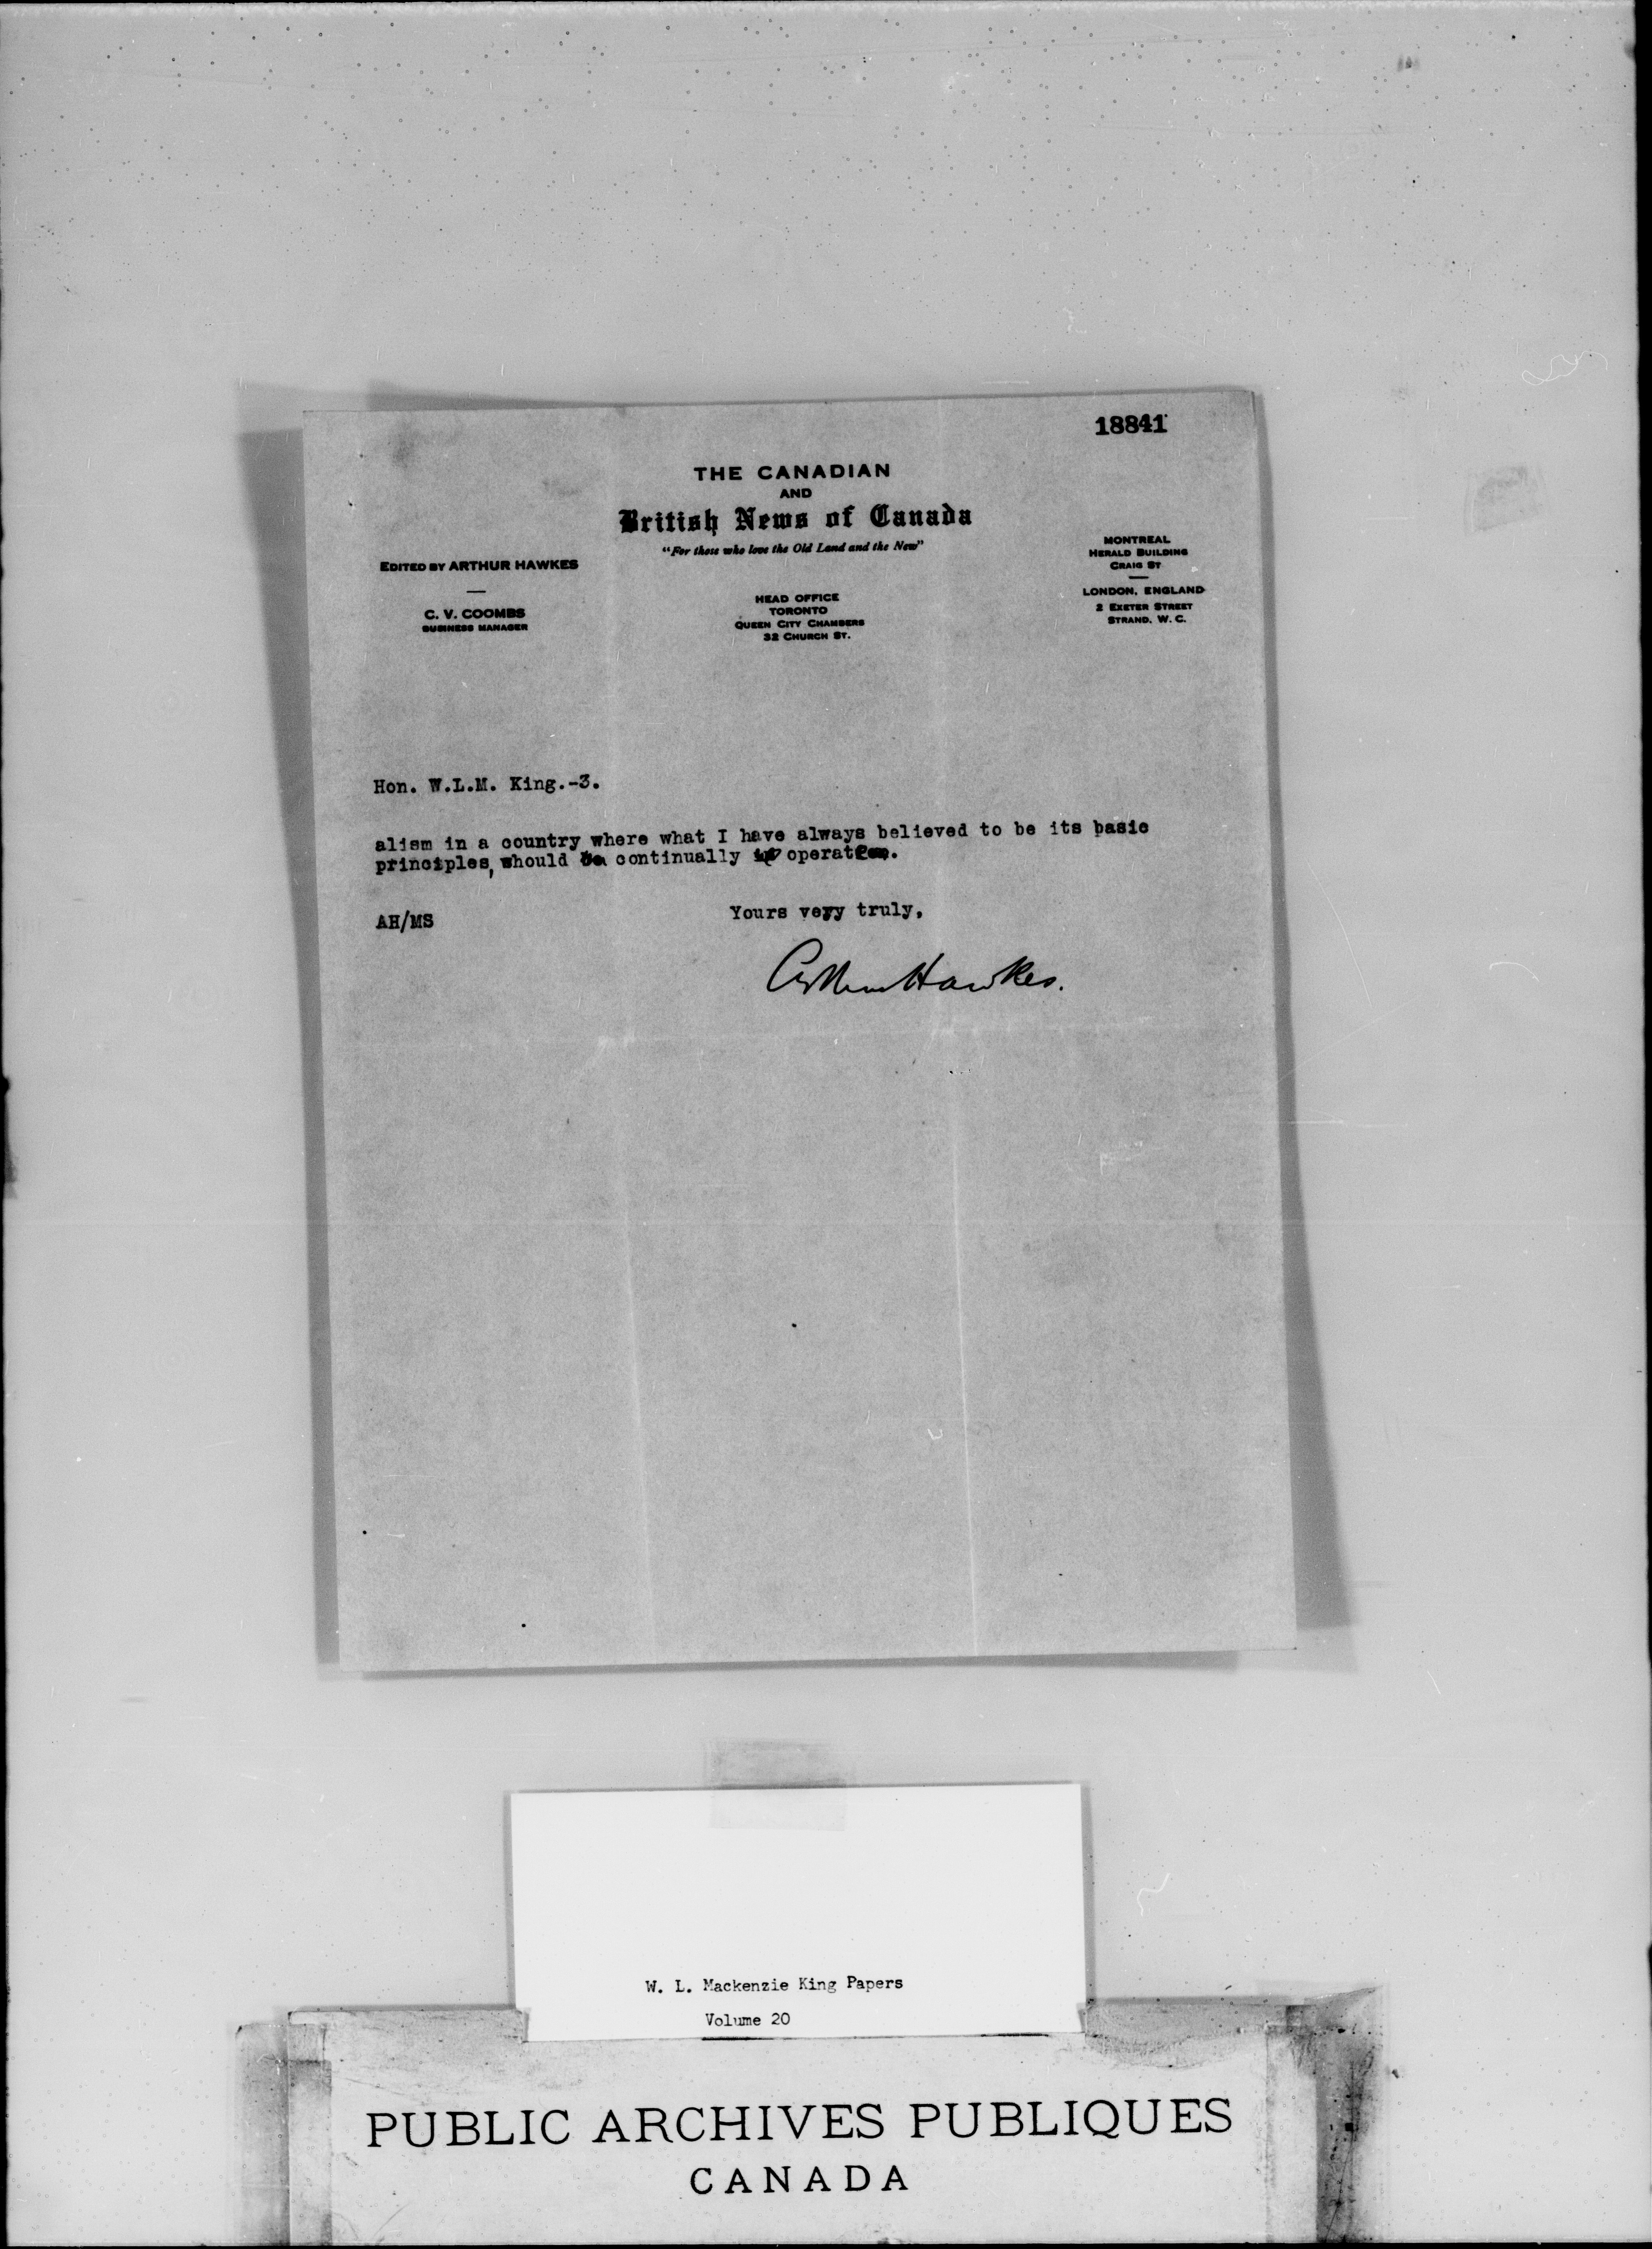 18841
THE CANADIAN
AND
British News of Canada
"For those who love the Old Land and the New"
EDITED BY ARTHUR HAWKES
C. V. COOMBS
BUSINESS MANAGER
HEAD OFFICE
TORONTO
QUEEN CITY CHAMBERS
32 CHURCH ST.
MONTREAL
HERALD BUILDING
CRAIG ST
LONDON, ENGLAND
2 EXETER STREET
STRAND, W. C.
Hon. W.L.M. King.-3.
alism in a country where what I have always believed to be its basic
principles, should continually operate.
AH/MS
Yours very truly,
Arthur Hawkes.
W. L. Mackenzie King Papers
Volume 20
PUBLIC ARCHIVES PUBLIQUES
CANADA